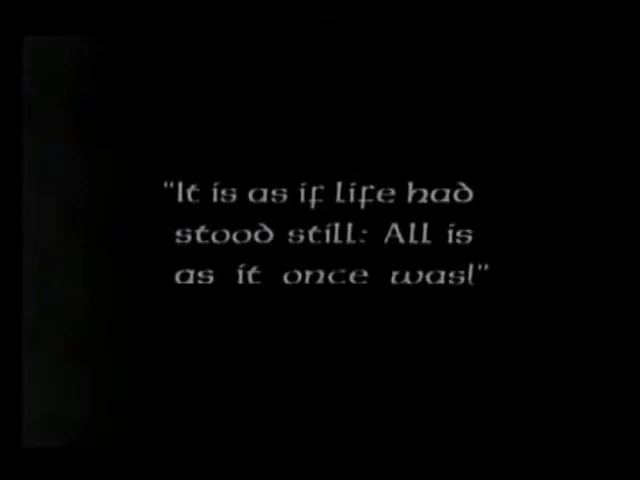 "It is as if life had
stood still: All is
as it once was!"